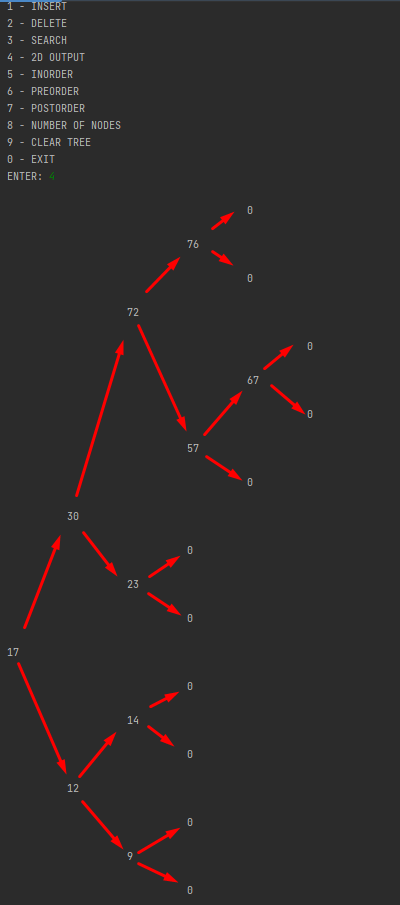 1 - INSERT
2 - DELETE
3 - SEARCH
4 - 2D OUTPUT
5 - INORDER
6 - PREORDER
7 - POSTORDER
8 - NUMBER OF NODES
9 - CLEAR TREE
0 - EXIT
ENTER: 4
0
76
0
72
0
67
0
57
0
30
0
23
0
17
0
14
0
12
0
9
0